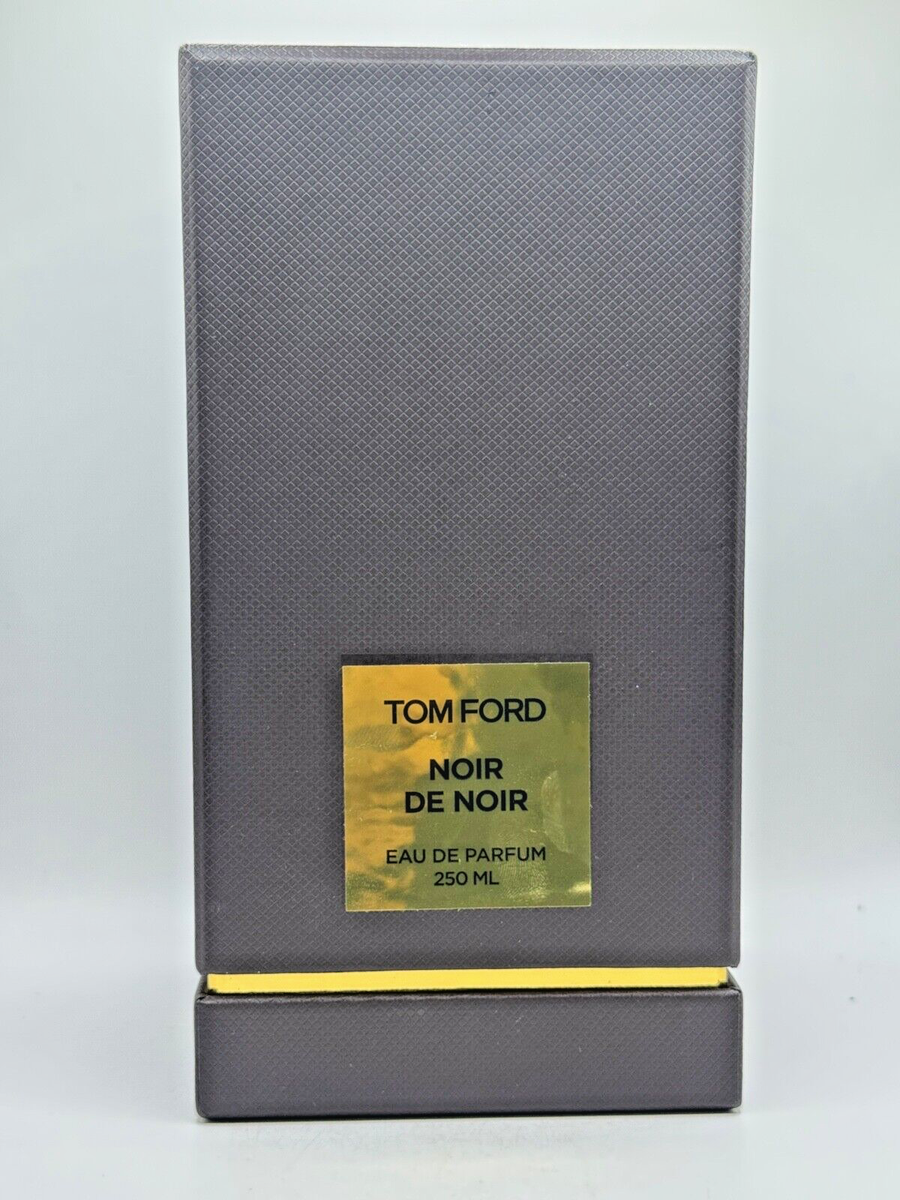 TOM FORD
NOIR
DE NOIR
EAU DE PARFUM
250 ML